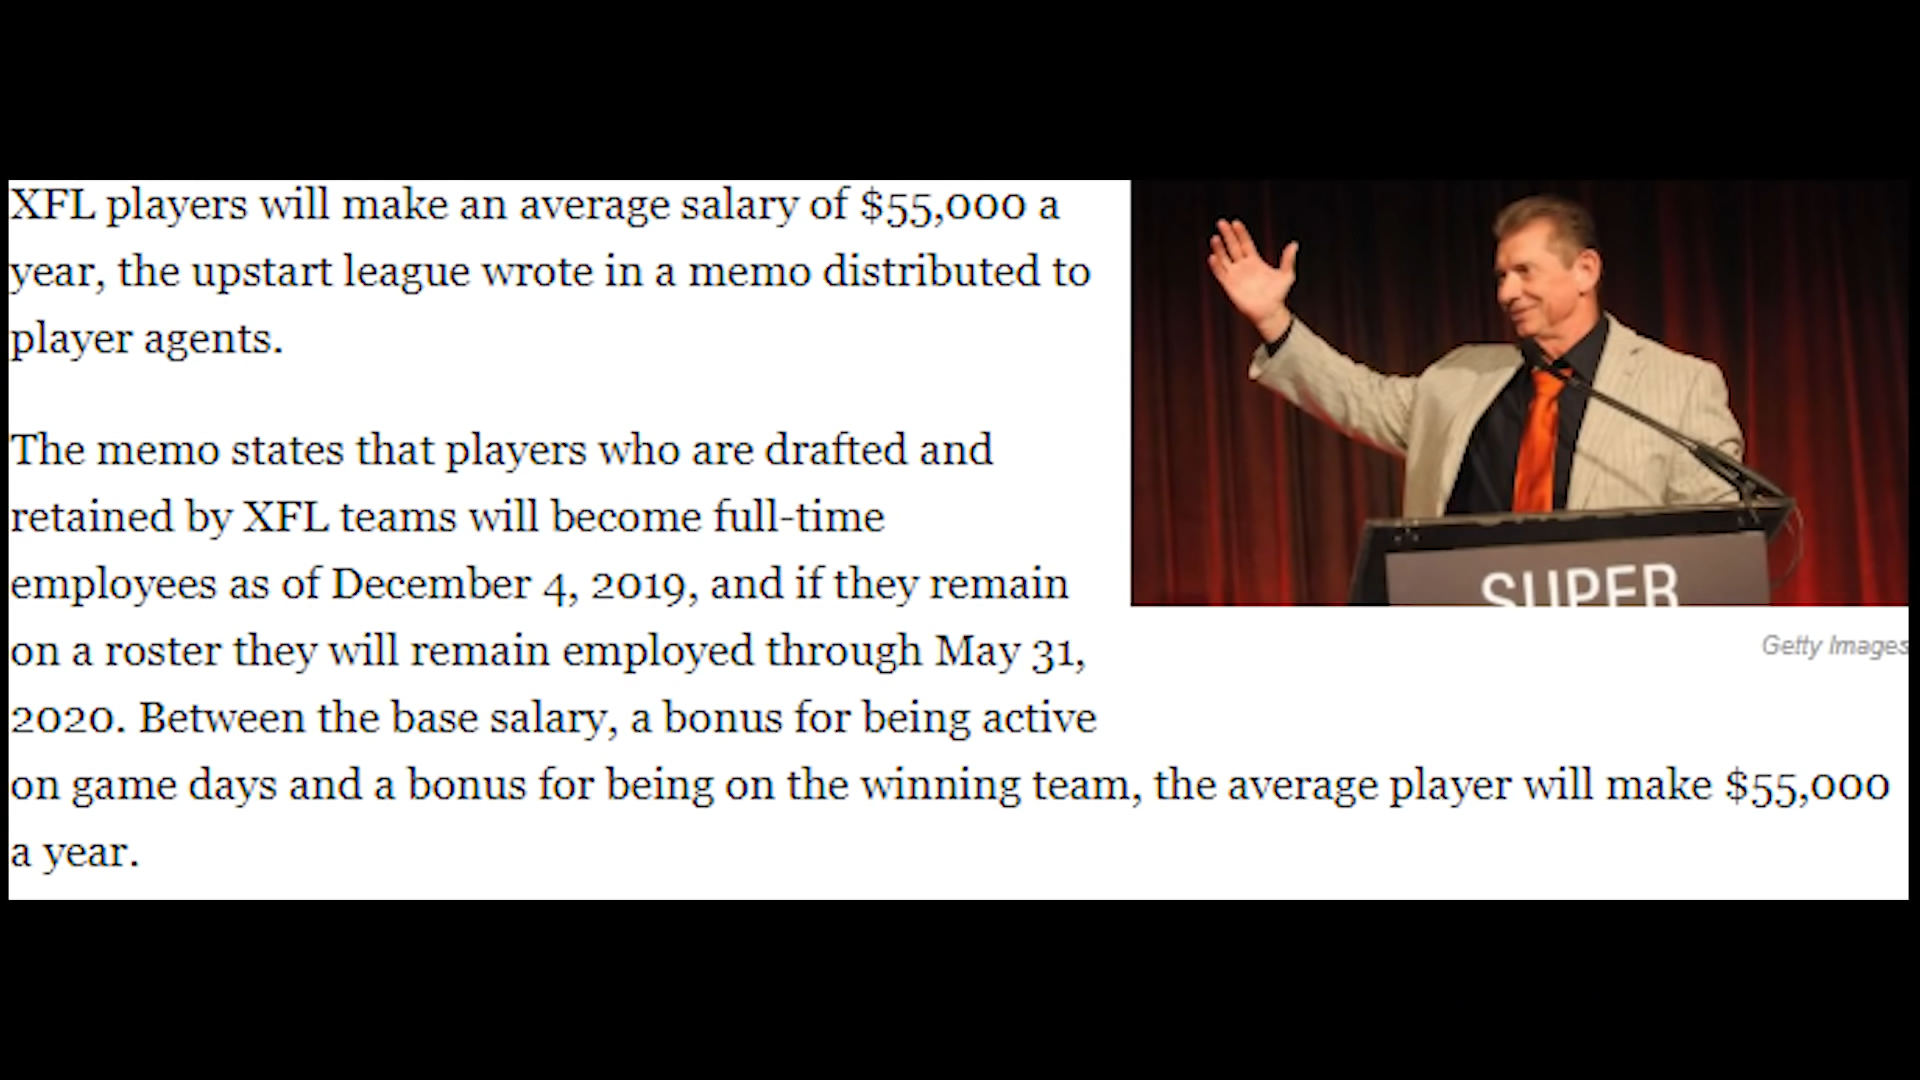 XFL players will make an average salary of $55,000 a
year, the upstart league wrote in a memo distributed to
player agents.
The memo states that players who are drafted and
retained by XFL teams will become full-time
employees as of December 4, 2019, and if they remain
on a roster they will remain employed through May 31,
2020. Between the base salary, a bonus for being active
on game days and a bonus for being on the winning team, the average player will make $55,000
a year.
SUPER
Getty Images